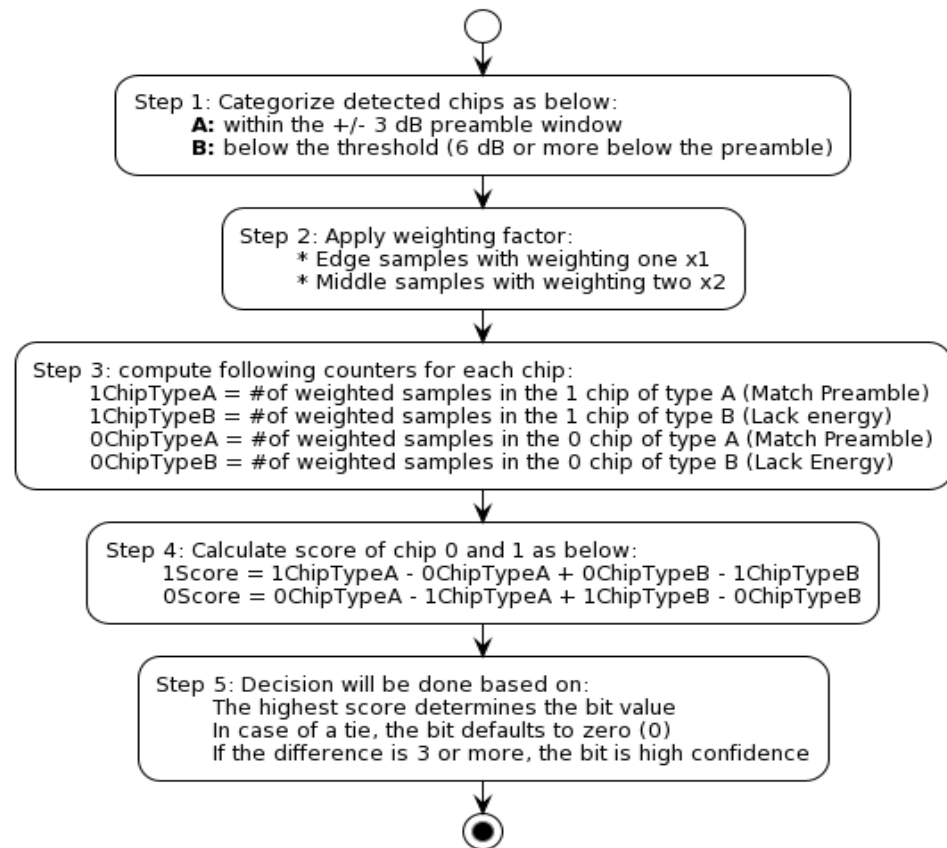 Step 1: Categorize detected chips as below:
A: within the +/- 3 dB preamble window
B: below the threshold (6 dB or more below the preamble)
Step 2: Apply weighting factor:
* Edge samples with weighting one x1
* Middle samples with weighting two x2
Step 3: compute following counters for each chip:
1ChipTypeA = #of weighted samples in the 1 chip of type A (Match Preamble)
1ChipTypeB = #of weighted samples in the 1 chip of type B (Lack energy)
0ChipTypeA = #of weighted samples in the 0 chip of type A (Match Preamble)
0ChipTypeB = #of weighted samples in the 0 chip of type B (Lack Energy)
Step 4: Calculate score of chip 0 and 1 as below:
1Score = 1ChipTypeA - 0ChipTypeA + 0ChipTypeB - 1ChipTypeB
0Score = 0ChipTypeA - 1ChipTypeA + 1ChipTypeB - 0ChipTypeB
Step 5: Decision will be done based on:
The highest score determines the bit value
In case of a tie, the bit defaults to zero (0)
If the difference is 3 or more, the bit is high confidence